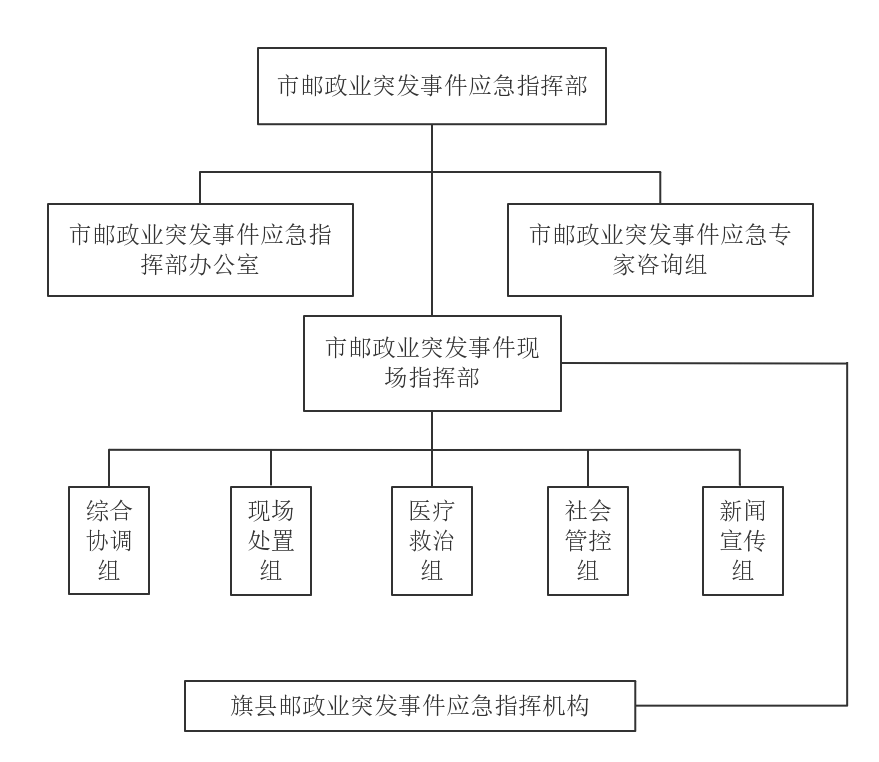 市邮政业突发事件应急指挥部
市邮政业突发事件应急指
挥部办公室
市邮政业突发事件应急专
家咨询组
市邮政业突发事件现
场指挥部
综合
协调
组
现场
处置
组
医疗
救治
组
社会
管控
组
新闻
宣传
组
旗县邮政业突发事件应急指挥机构